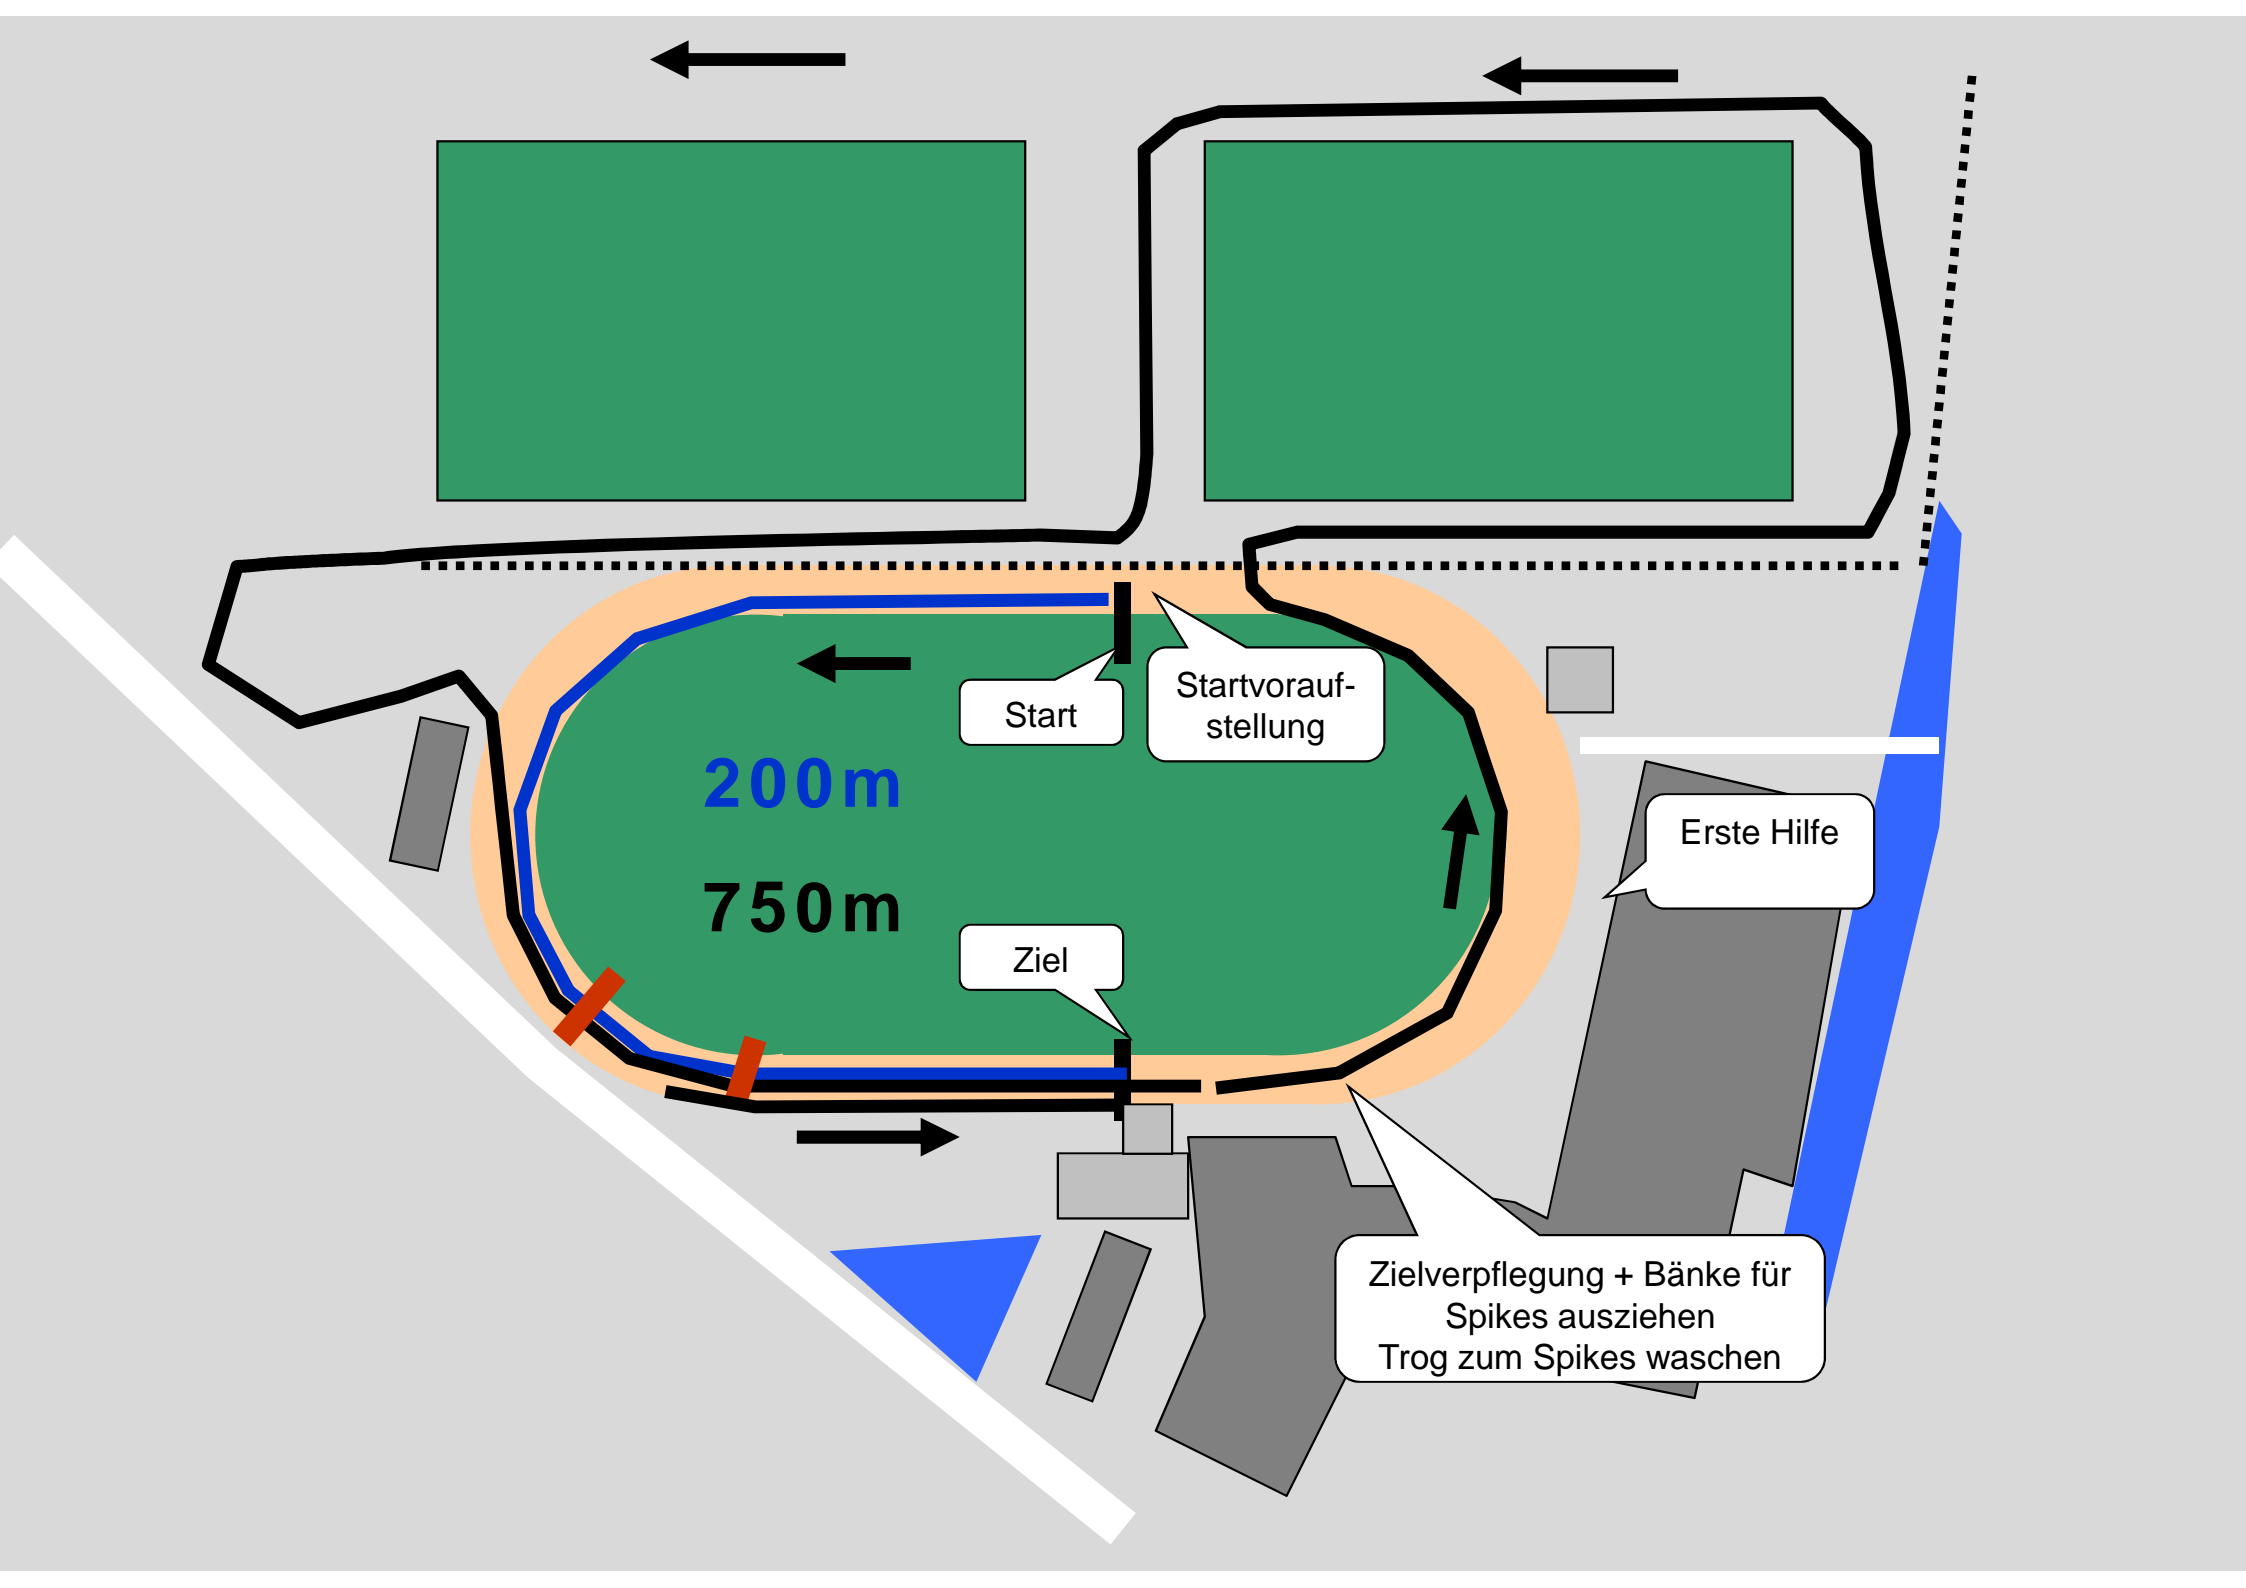 Startvorauf-
stellung
Start
200m
750m
Erste Hilfe
Ziel
Zielverpflegung + Bänke für
Spikes ausziehen
Trog zum Spikes waschen